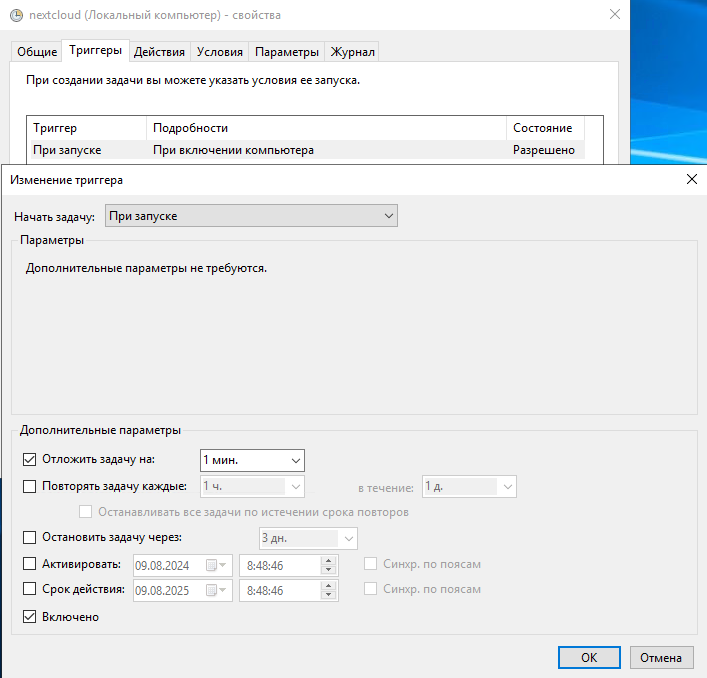 nextcloud (Локальный компьютер) - свойства
Общие Триггеры Действия Условия Параметры Журнал
При создании задачи вы можете указать условия ее запуска.
Триггер Подробности Состояние
При запуске При включении компьютера Разрешено
Изменение триггера
Начать задачу: При запуске
Параметры
Дополнительные параметры не требуются.
Дополнительные параметры
Отложить задачу на: 1 мин.
Повторять задачу каждые: 1 ч. в течение: 1 д.
Останавливать все задачи по истечении срока повторов
Остановить задачу через: 3 дн.
Активировать: 09.08.2024 8:48:46 Синхр. по поясам
Срок действия: 09.08.2025 8:48:46 Синхр. по поясам
Включено
OK Отмена